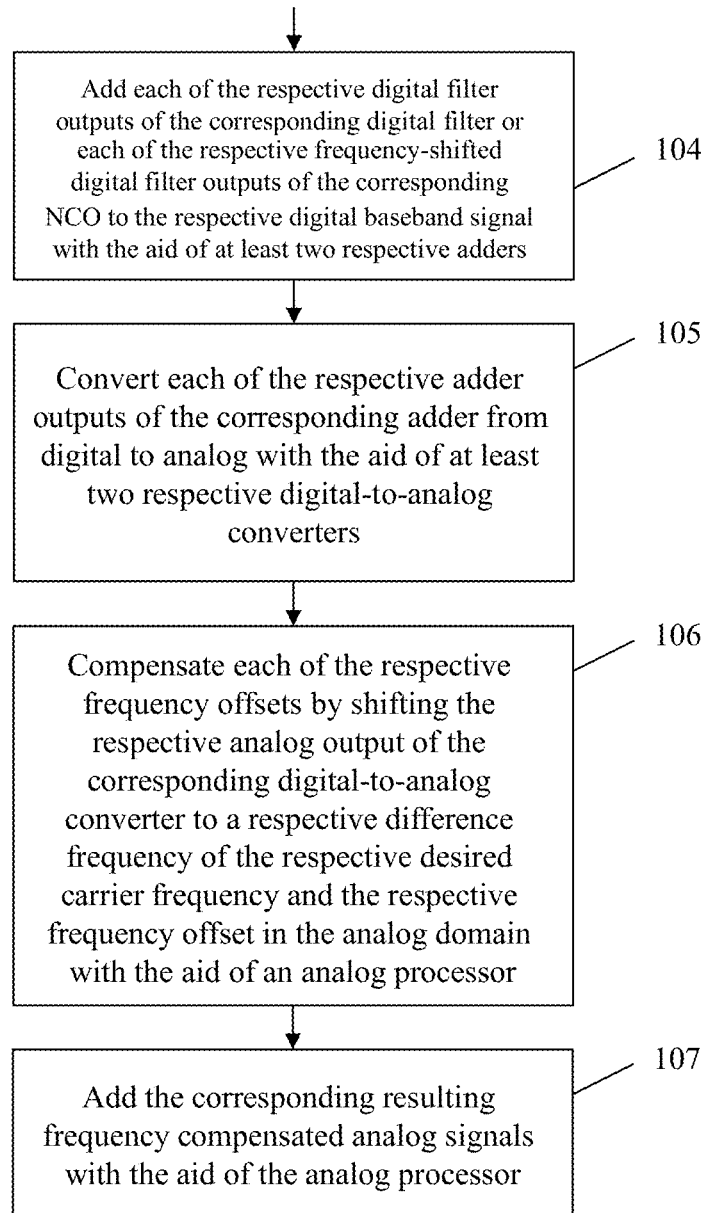 Add each of the respective digital filter
outputs of the corresponding digital filter or
each of the respective frequency-shifted
digital filter outputs of the corresponding
NCO to the respective digital baseband signal
with the aid of at least two respective adders
104
Convert each of the respective adder
outputs of the corresponding adder from
digital to analog with the aid of at least
two respective digital-to-analog
converters
105
Compensate each of the respective
frequency offsets by shifting the
respective analog output of the
corresponding digital-to-analog
converter to a respective difference
frequency of the respective desired
carrier frequency and the respective
frequency offset in the analog domain
with the aid of an analog processor
106
Add the corresponding resulting
frequency compensated analog signals
with the aid of the analog processor
107